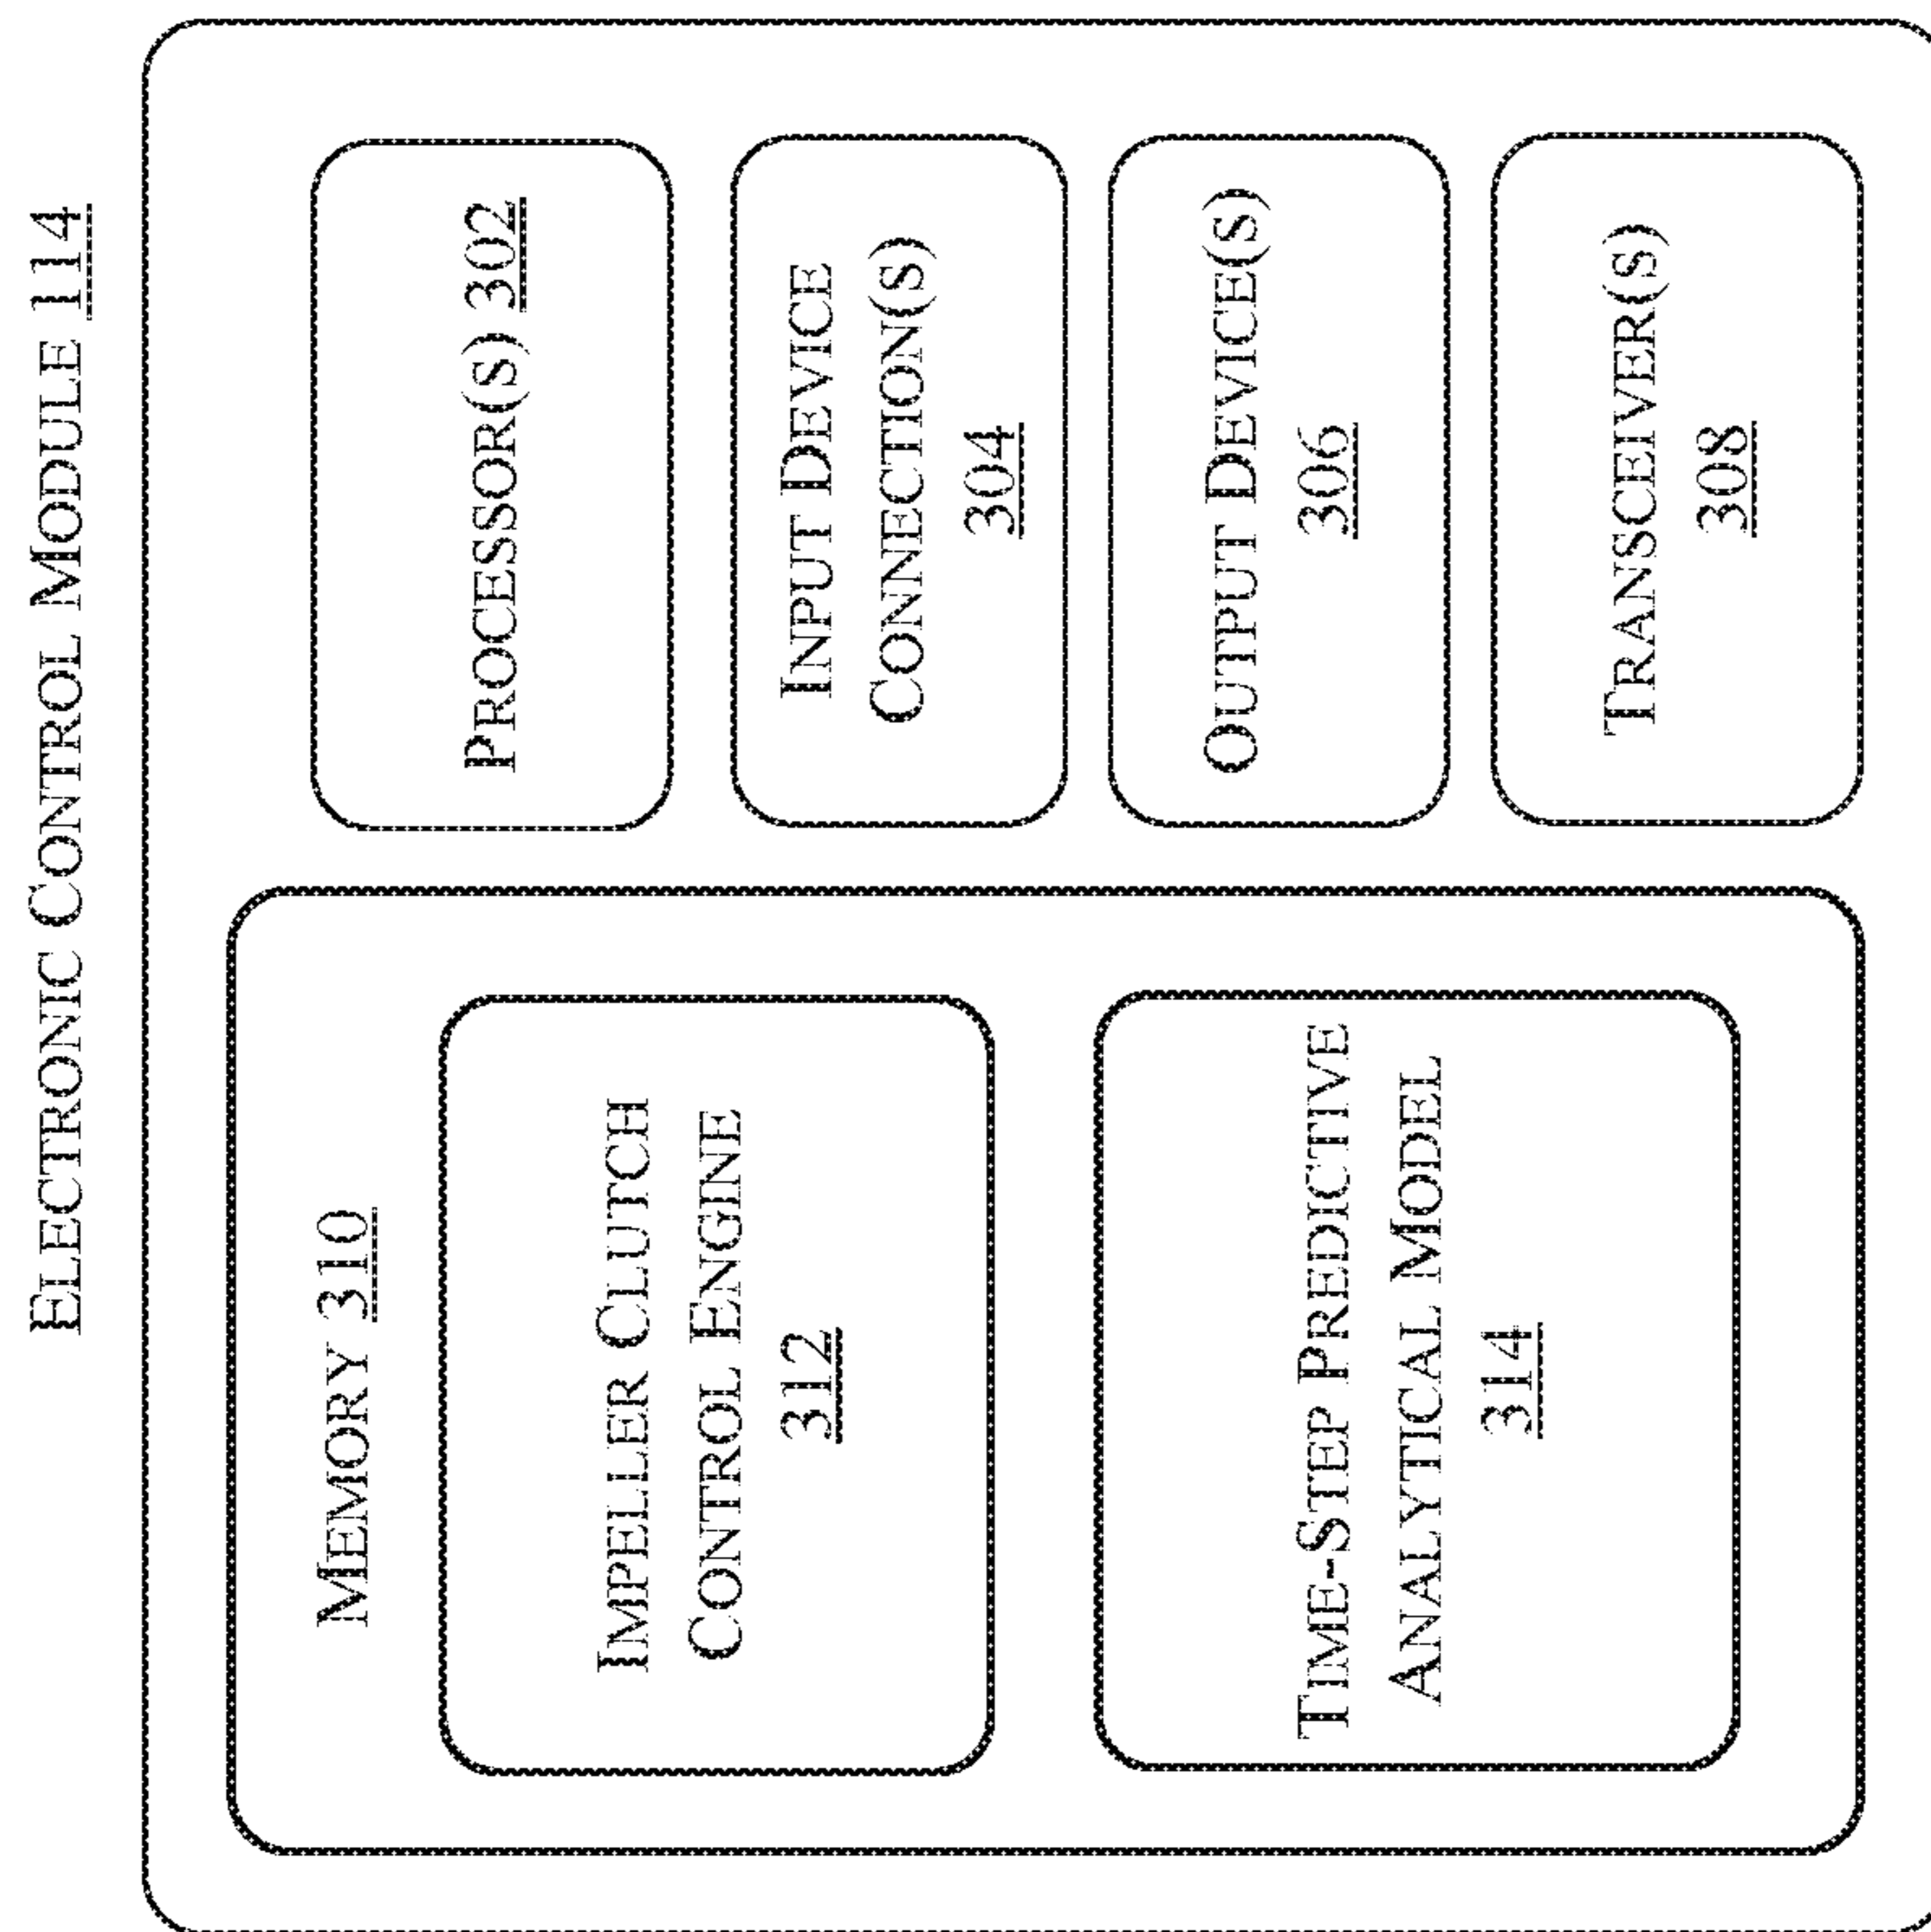 ELECTRONIC CONTROL MODULE 114
MEMORY 310
IMPELLER CLUTCH
CONTROL ENGINE
312
TIME-STEP PREDICTIVE
ANALYTICAL MODEL
314
PROCESSOR(S) 302
INPUT DEVICE
CONNECTION(S)
304
OUTPUT DEVICE(S)
306
TRANSCEIVER(S)
308